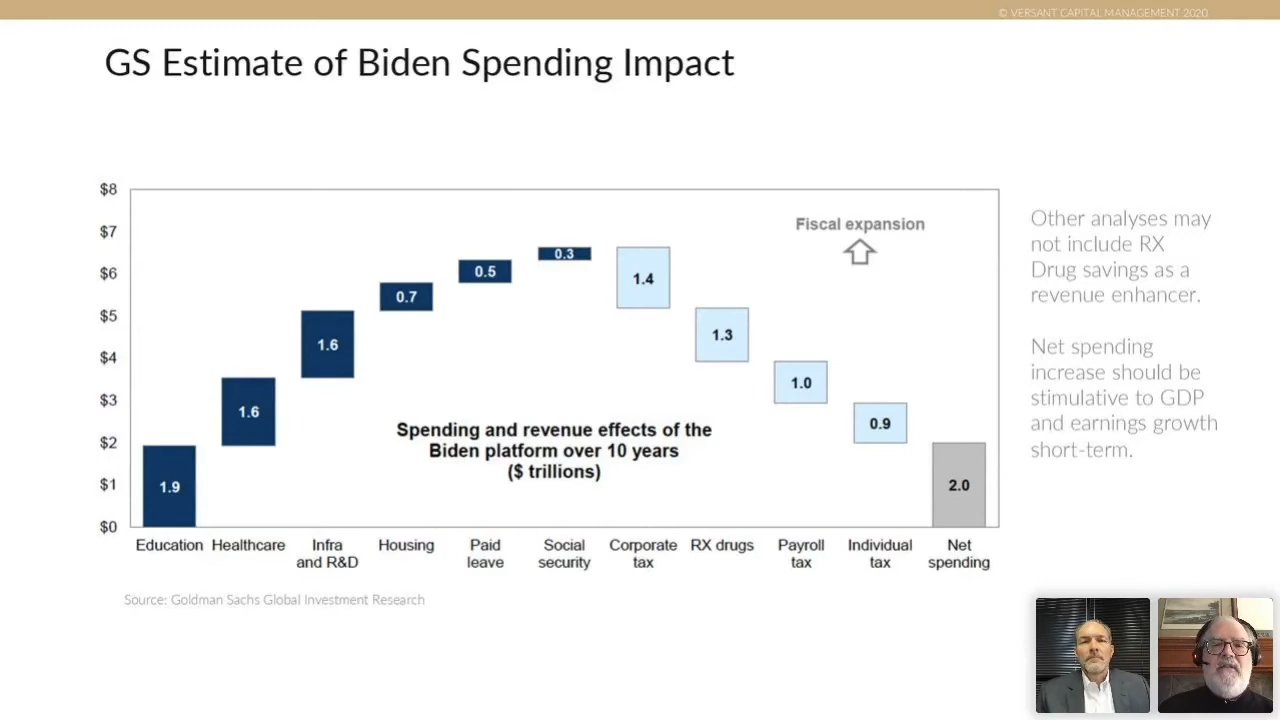 © VERSANT CAPITAL MANAGEMENT 2020
GS Estimate of Biden Spending Impact
$8
$7
$6
$5
$4
$3
$2
$1
$0
Fiscal expansion
1.9
1.6
1.6
0.7
0.5
0.3
1.4
1.3
1.0
0.9
2.0
Spending and revenue effects of the
Biden platform over 10 years
($ trillions)
Education Healthcare Infra Housing Paid Social Corporate RX drugs Payroll Individual Net
and R&D leave security tax tax tax spending
Other analyses may
not include RX
Drug savings as a
revenue enhancer.
Net spending
increase should be
stimulative to GDP
and earnings growth
short-term.
Source: Goldman Sachs Global Investment Research